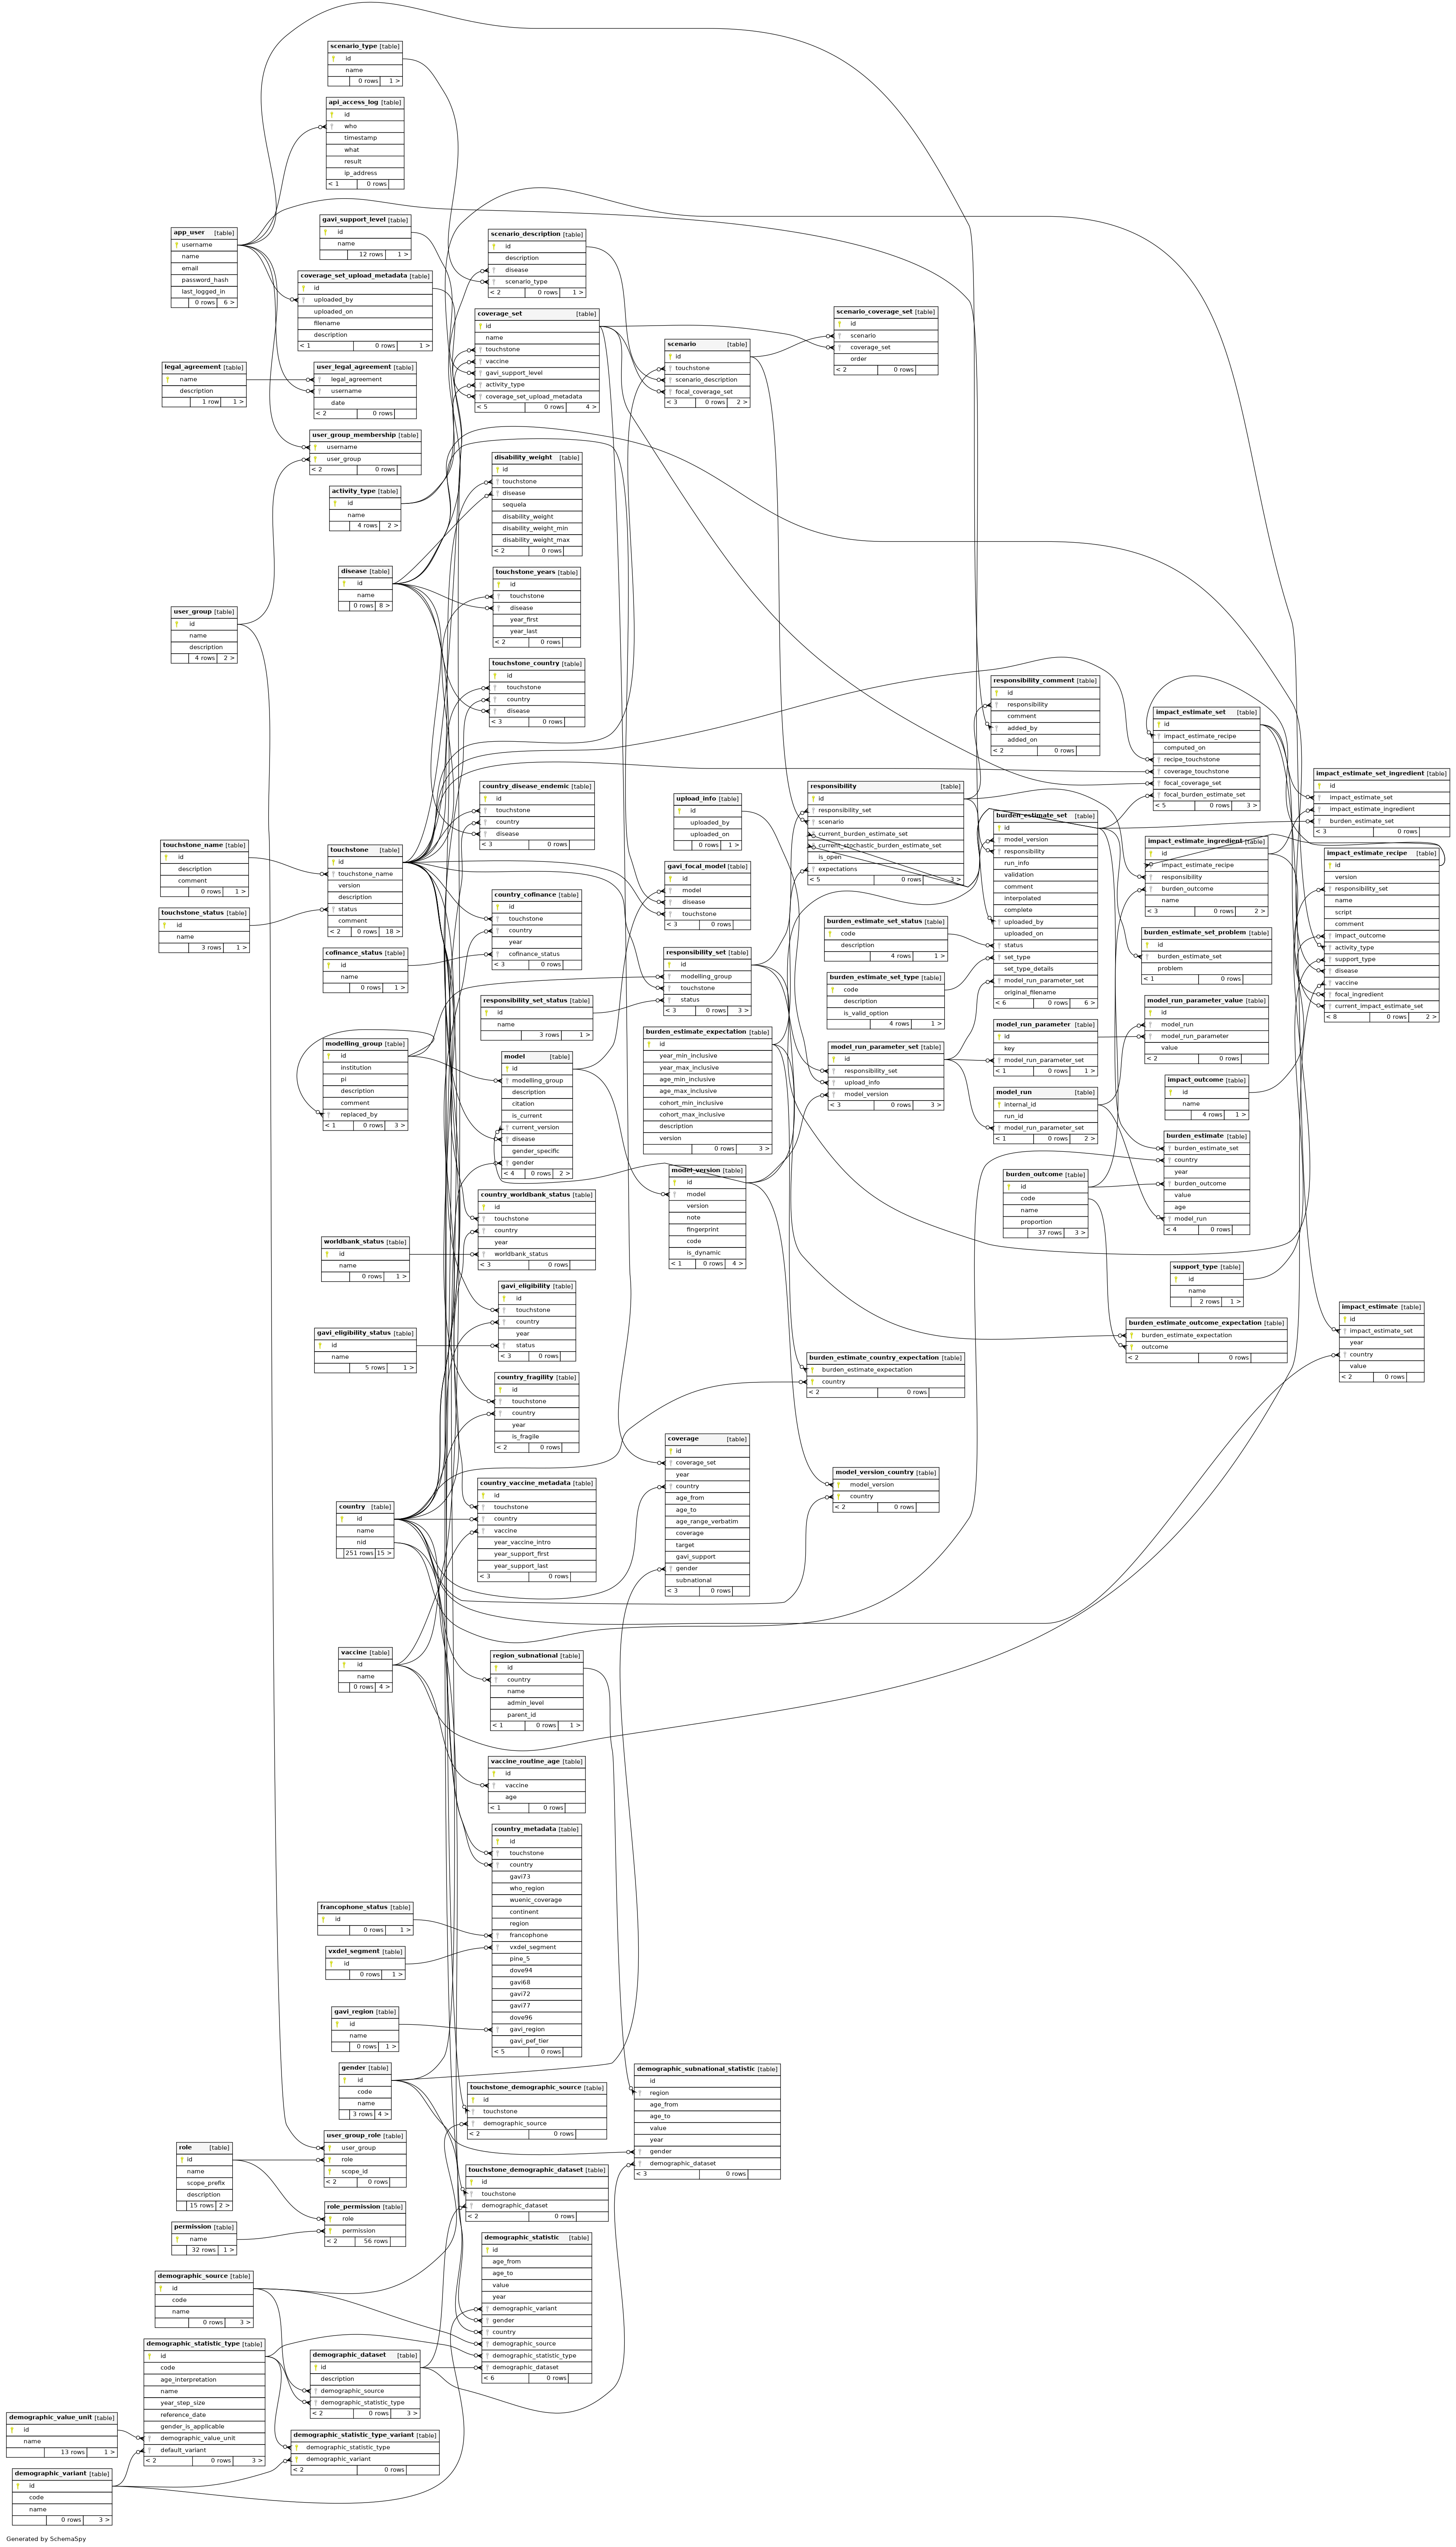 scenario_type [table]
id
name
0 rows 1 >
api_access_log [table]
id
who
timestamp
what
result
ip_address
< 1 0 rows
app_user [table]
username
name
email
password_hash
last_logged_in
0 rows 6 >
gavi_support_level [table]
id
name
12 rows 1 >
coverage_set_upload_metadata [table]
id
uploaded_by
uploaded_on
filename
description
< 1 0 rows 1 >
legal_agreement [table]
name
description
1 row 1 >
user_legal_agreement [table]
legal_agreement
username
date
< 2 0 rows
user_group_membership [table]
username
user_group
< 2 0 rows
activity_type [table]
id
name
4 rows 2 >
disease [table]
id
name
0 rows 8 >
user_group [table]
id
name
description
4 rows 2 >
scenario_description [table]
id
description
disease
scenario_type
< 2 0 rows 1 >
coverage_set [table]
id
name
touchstone
vaccine
gavi_support_level
activity_type
coverage_set_upload_metadata
< 5 0 rows 4 >
scenario [table]
id
touchstone
scenario_description
focal_coverage_set
< 3 0 rows 2 >
scenario_coverage_set [table]
id
scenario
coverage_set
order
< 2 0 rows
disability_weight [table]
id
touchstone
disease
sequela
disability_weight
disability_weight_min
disability_weight_max
< 2 0 rows
touchstone_years [table]
id
touchstone
disease
year_first
year_last
< 2 0 rows
touchstone_country [table]
id
touchstone
country
disease
< 3 0 rows
responsibility_comment [table]
id
responsibility
comment
added_by
added_on
< 2 0 rows
impact_estimate_set [table]
id
impact_estimate_recipe
computed_on
recipe_touchstone
coverage_touchstone
focal_coverage_set
focal_burden_estimate_set
< 5 0 rows 3 >
impact_estimate_set_ingredient [table]
id
impact_estimate_set
impact_estimate_ingredient
burden_estimate_set
< 3 0 rows
country_disease_endemic [table]
id
touchstone
country
disease
< 3 0 rows
upload_info [table]
id
uploaded_by
uploaded_on
0 rows 1 >
responsibility [table]
id
responsibility_set
scenario
current_burden_estimate_set
current_stochastic_burden_estimate_set
is_open
expectations
< 5 0 rows 3 >
burden_estimate_set [table]
id
model_version
responsibility
run_info
validation
comment
interpolated
complete
uploaded_by
uploaded_on
status
set_type
set_type_details
model_run_parameter_set
original_filename
< 6 0 rows 6 >
impact_estimate_ingredient [table]
id
impact_estimate_recipe
responsibility
burden_outcome
name
< 3 0 rows 2 >
impact_estimate_recipe [table]
id
version
responsibility_set
name
script
comment
impact_outcome
activity_type
support_type
disease
vaccine
focal_ingredient
current_impact_estimate_set
< 8 0 rows 2 >
touchstone_name [table]
id
description
comment
0 rows 1 >
touchstone_status [table]
id
name
3 rows 1 >
touchstone [table]
id
touchstone_name
version
description
status
comment
< 2 0 rows 18 >
cofinance_status [table]
id
name
0 rows 1 >
country_cofinance [table]
id
touchstone
country
year
cofinance_status
< 3 0 rows
gavi_focal_model [table]
id
model
disease
touchstone
< 3 0 rows
responsibility_set [table]
id
modelling_group
touchstone
status
< 3 0 rows 3 >
responsibility_set_status [table]
id
name
3 rows 1 >
burden_estimate_set_status [table]
code
description
4 rows 1 >
burden_estimate_set_type [table]
code
description
is_valid_option
4 rows 1 >
burden_estimate_set_problem [table]
id
burden_estimate_set
problem
< 1 0 rows
modelling_group [table]
id
institution
pi
description
comment
replaced_by
< 1 0 rows 3 >
model [table]
id
modelling_group
description
citation
is_current
current_version
disease
gender_specific
gender
< 4 0 rows 2 >
burden_estimate_expectation [table]
id
year_min_inclusive
year_max_inclusive
age_min_inclusive
age_max_inclusive
cohort_min_inclusive
cohort_max_inclusive
description
version
0 rows 3 >
model_run_parameter_set [table]
id
responsibility_set
upload_info
model_version
< 3 0 rows 3 >
model_run_parameter [table]
id
key
model_run_parameter_set
< 1 0 rows 1 >
model_run [table]
internal_id
run_id
model_run_parameter_set
< 1 0 rows 2 >
model_run_parameter_value [table]
id
model_run
model_run_parameter
value
< 2 0 rows
impact_outcome [table]
id
name
4 rows 1 >
burden_estimate [table]
burden_estimate_set
country
year
burden_outcome
value
age
model_run
< 4 0 rows
burden_outcome [table]
id
code
name
proportion
37 rows 3 >
support_type [table]
id
name
2 rows 1 >
burden_estimate_outcome_expectation [table]
burden_estimate_expectation
outcome
< 2 0 rows
impact_estimate [table]
id
impact_estimate_set
year
country
value
< 2 0 rows
country_worldbank_status [table]
id
touchstone
country
year
worldbank_status
< 3 0 rows
worldbank_status [table]
id
name
0 rows 1 >
model_version [table]
id
model
version
note
fingerprint
code
is_dynamic
< 1 0 rows 4 >
gavi_eligibility [table]
id
touchstone
country
year
status
< 3 0 rows
gavi_eligibility_status [table]
id
name
5 rows 1 >
country_fragility [table]
id
touchstone
country
year
is_fragile
< 2 0 rows
burden_estimate_country_expectation [table]
burden_estimate_expectation
country
< 2 0 rows
coverage [table]
id
coverage_set
year
country
age_from
age_to
age_range_verbatim
coverage
target
gavi_support
gender
subnational
< 3 0 rows
model_version_country [table]
model_version
country
< 2 0 rows
country_vaccine_metadata [table]
id
touchstone
country
vaccine
year_vaccine_intro
year_support_first
year_support_last
< 3 0 rows
country [table]
id
name
nid
251 rows 15 >
vaccine [table]
id
name
0 rows 4 >
region_subnational [table]
id
country
name
admin_level
parent_id
< 1 0 rows 1 >
vaccine_routine_age [table]
id
vaccine
age
< 1 0 rows
country_metadata [table]
id
touchstone
country
gavi73
who_region
wuenic_coverage
continent
region
francophone
vxdel_segment
pine_5
dove94
gavi68
gavi72
gavi77
dove96
gavi_region
gavi_pef_tier
< 5 0 rows
francophone_status [table]
id
0 rows 1 >
vxdel_segment [table]
id
0 rows 1 >
gavi_region [table]
id
name
0 rows 1 >
gender [table]
id
code
name
3 rows 4 >
touchstone_demographic_source [table]
id
touchstone
demographic_source
< 2 0 rows
demographic_subnational_statistic [table]
id
region
age_from
age_to
value
year
gender
demographic_dataset
< 3 0 rows
user_group_role [table]
user_group
role
scope_id
< 2 0 rows
role [table]
id
name
scope_prefix
description
15 rows 2 >
role_permission [table]
role
permission
< 2 56 rows
permission [table]
name
32 rows 1 >
touchstone_demographic_dataset [table]
id
touchstone
demographic_dataset
< 2 0 rows
demographic_statistic [table]
id
age_from
age_to
value
year
demographic_variant
gender
country
demographic_source
demographic_statistic_type
demographic_dataset
< 6 0 rows
demographic_source [table]
id
code
name
0 rows 3 >
demographic_statistic_type [table]
id
code
age_interpretation
name
year_step_size
reference_date
gender_is_applicable
demographic_value_unit
default_variant
< 2 0 rows 3 >
demographic_dataset [table]
id
description
demographic_source
demographic_statistic_type
< 2 0 rows 3 >
demographic_value_unit [table]
id
name
13 rows 1 >
demographic_statistic_type_variant [table]
demographic_statistic_type
demographic_variant
< 2 0 rows
demographic_variant [table]
id
code
name
0 rows 3 >
Generated by SchemaSpy